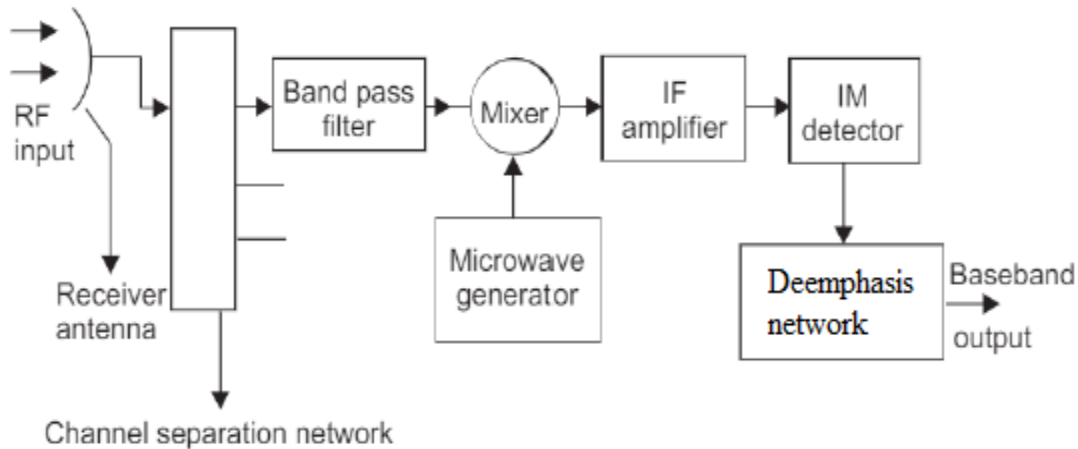 RF
input
Receiver
antenna
Channel separation network
Band pass
filter
Mixer
Microwave
generator
IF
amplifier
IM
detector
Deemphasis
network
Baseband
output